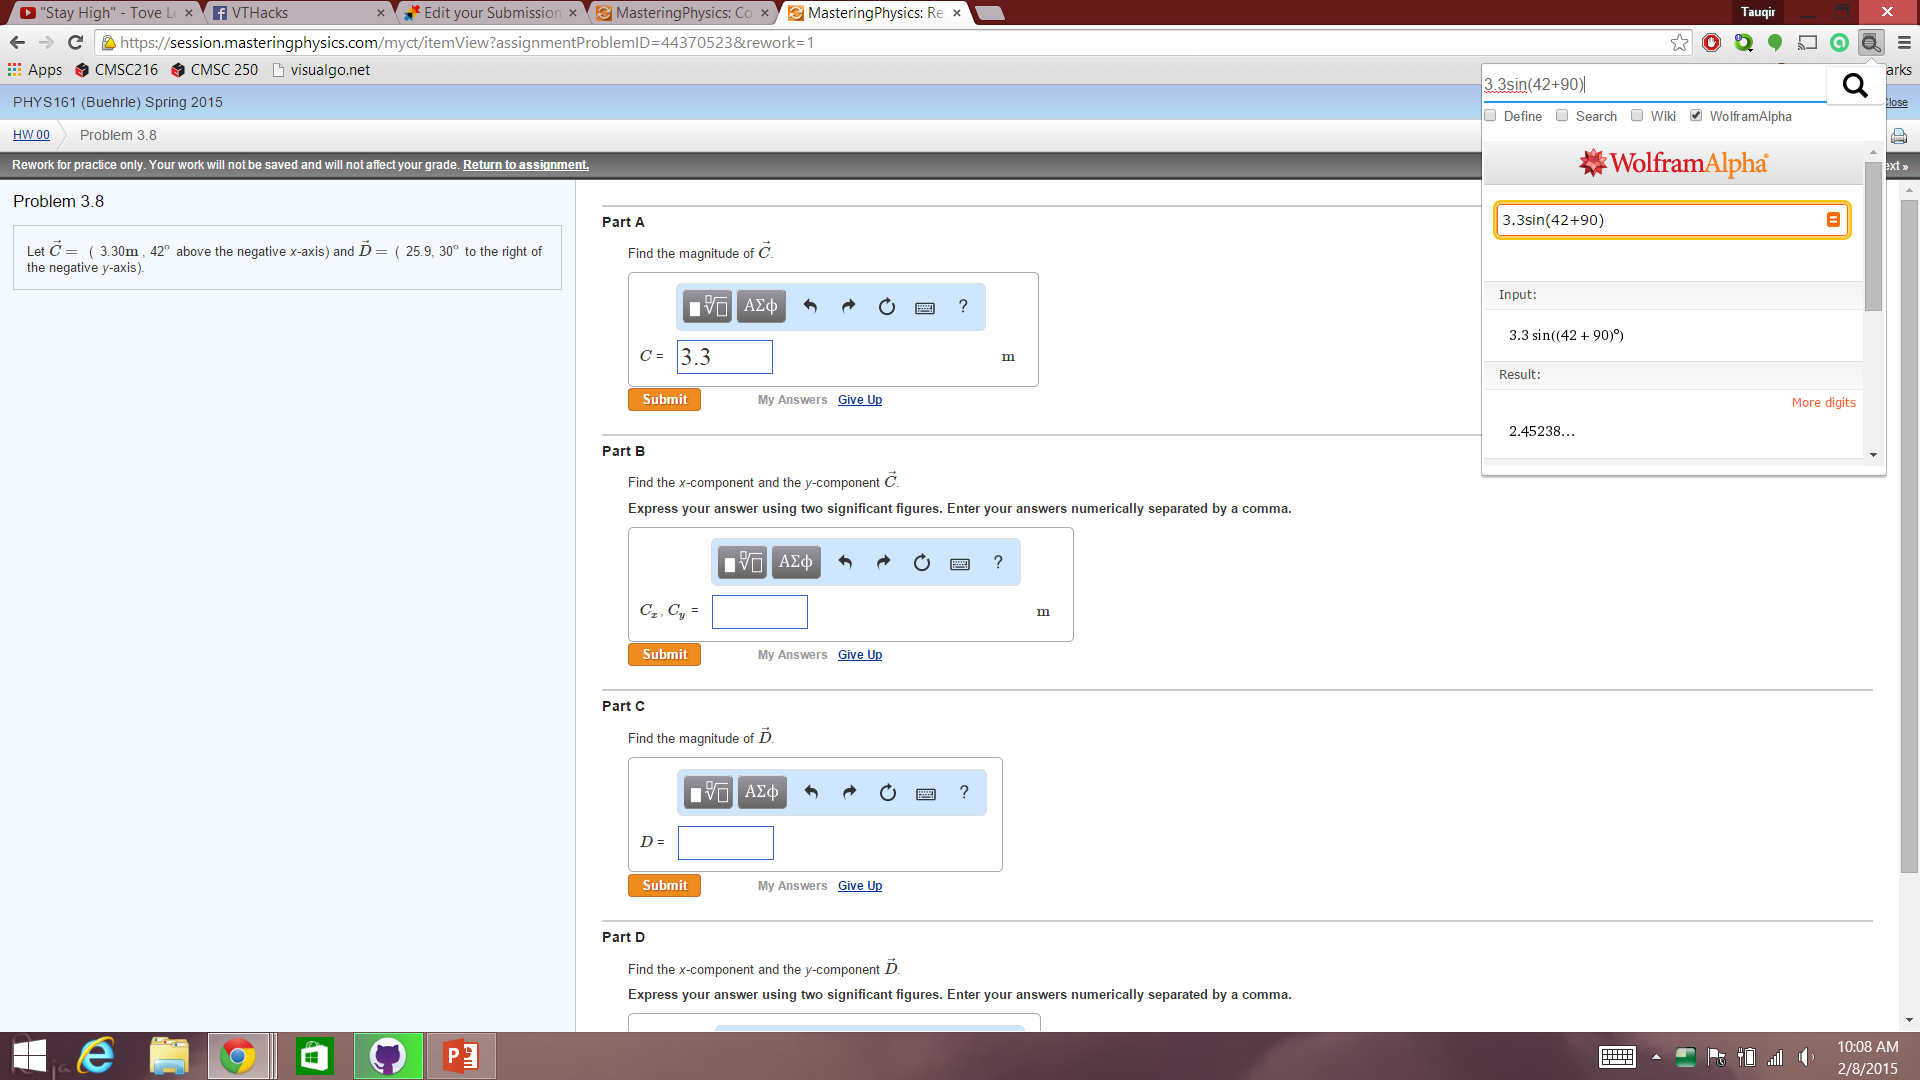 "Stay High" - Tove L
VTHacks
Edit your Submission
MasteringPhysics: Co
MasteringPhysics: Re
Tauqir
https://session.masteringphysics.com/myct/itemView?assignmentProblemID=44370523&rework=1
Apps
CMSC216
CMSC 250
visualgo.net
arks
PHYS161 (Buehrle) Spring 2015
Close
HW 00
Problem 3.8
Rework for practice only. Your work will not be saved and will not affect your grade. Return to assignment.
ext »
3.3sin(42+90)
Define
Search
Wiki
WolframAlpha
WolframAlpha
3.3sin(42+90)
Input:
3.3 sin((42 + 90)°)
Result:
More digits
2.45238...
Problem 3.8
Let C⃗ = ( 3.30m , 42° above the negative x-axis) and D⃗ = ( 25.9, 30° to the right of
the negative y-axis).
Part A
Find the magnitude of C⃗.
ΑΣϕ
?
C =
3.3
m
Submit
My Answers
Give Up
Part B
Find the x-component and the y-component C⃗.
Express your answer using two significant figures. Enter your answers numerically separated by a comma.
ΑΣϕ
?
Cx , Cy =
m
Submit
My Answers
Give Up
Part C
Find the magnitude of D⃗.
ΑΣϕ
?
D =
Submit
My Answers
Give Up
Part D
Find the x-component and the y-component D⃗.
Express your answer using two significant figures. Enter your answers numerically separated by a comma.
10:08 AM
2/8/2015